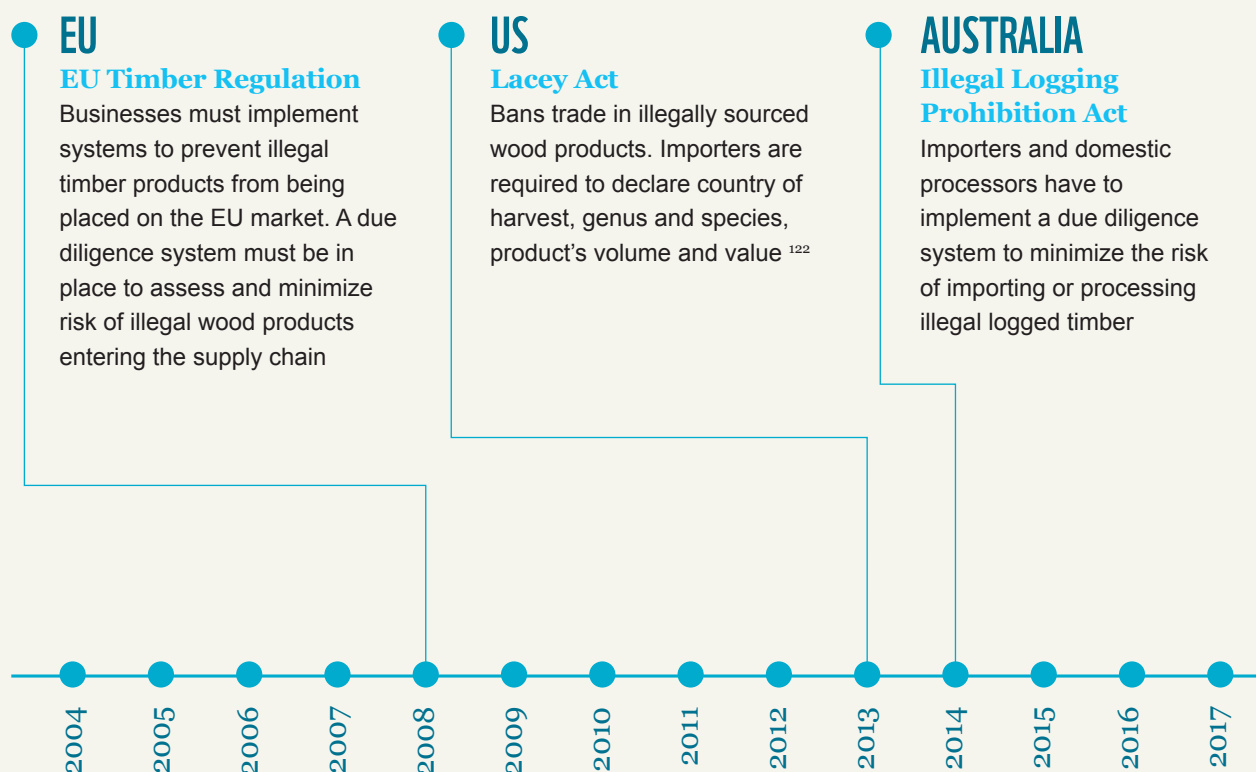 EU
EU Timber Regulation
Businesses must implement
systems to prevent illegal
timber products from being
placed on the EU market. A due
diligence system must be in
place to assess and minimize
risk of illegal wood products
entering the supply chain
US
Lacey Act
Bans trade in illegally sourced
wood products. Importers are
required to declare country of
harvest, genus and species,
product's volume and value 122
AUSTRALIA
Illegal Logging
Prohibition Act
Importers and domestic
processors have to
implement a due diligence
system to minimize the risk
of importing or processing
illegal logged timber
2004
2005
2006
2007
2008
2009
2010
2011
2012
2013
2014
2015
2016
2017